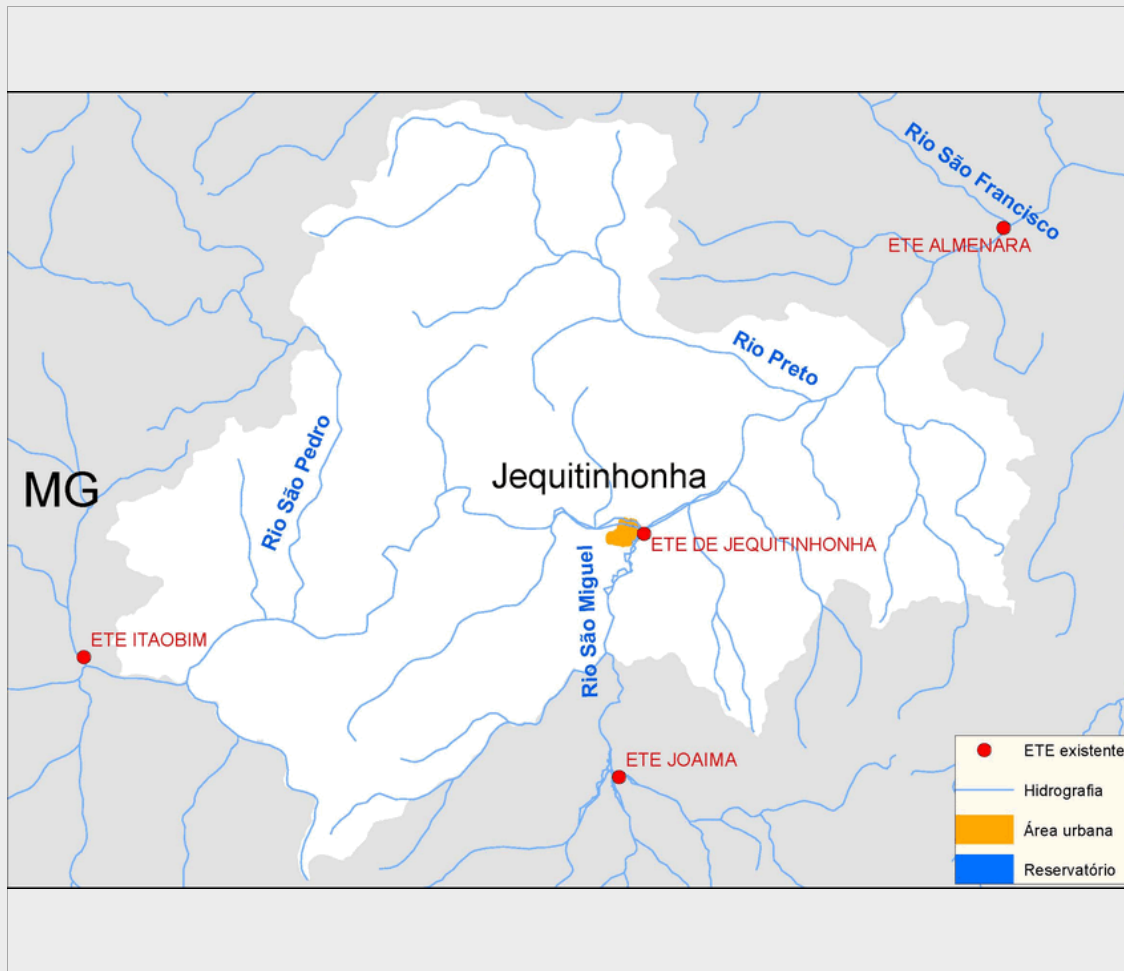 Rio São Francisco
ETE ALMENARA
Rio Preto
Rio São Pedro
MG
Jequitinhonha
ETE DE JEQUITINHONHA
Rio São Miguel
ETE ITAOBIM
ETE JOAIMA
ETE existente
Hidrografia
Área urbana
Reservatório